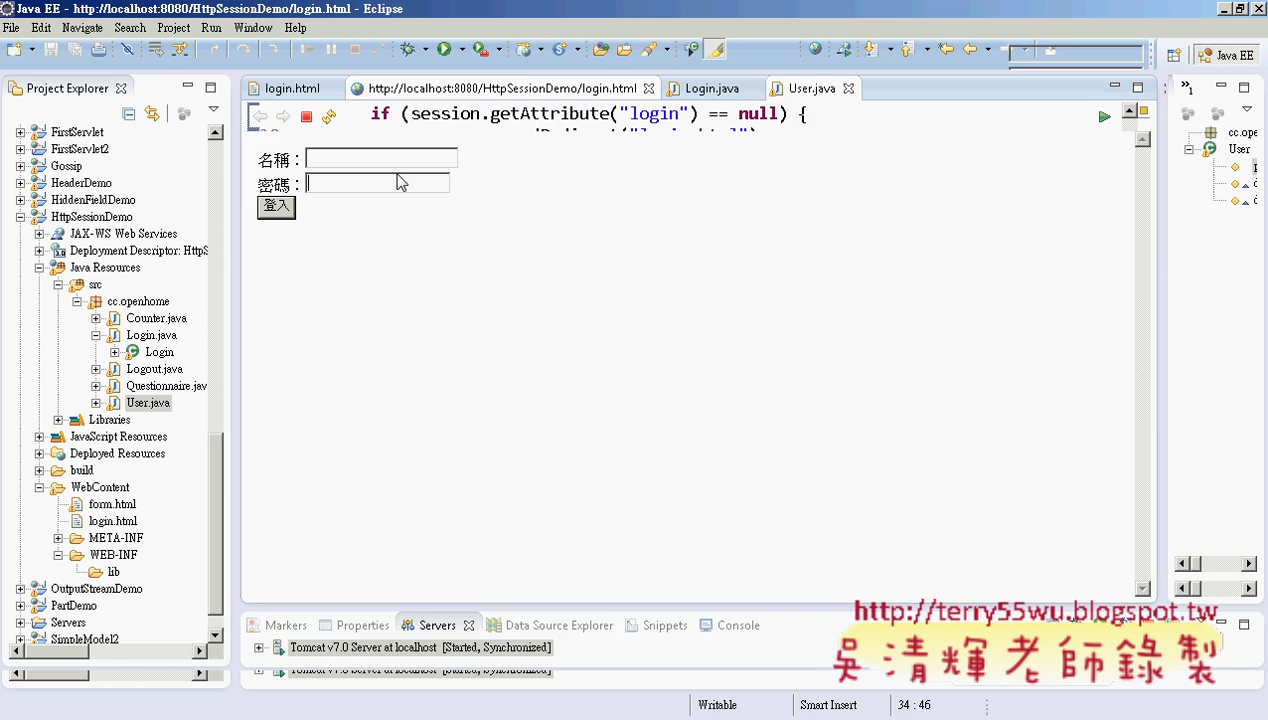 Java EE - http://localhost:8080/HttpSessionDemo/login.html - Eclipse
File Edit Navigate Search Project Run Window Help
Java EE
Project Explorer
login.html
http://localhost:8080/HttpSessionDemo/login.html
Login.java
User.java
1
if (session.getAttribute("login") == null) {
名稱：
密碼：
登入
FirstServlet
FirstServlet2
Gossip
HeaderDemo
HiddenFieldDemo
HttpSessionDemo
JAX-WS Web Services
Deployment Descriptor: HttpS
Java Resources
src
cc.openhome
Counter.java
Login.java
Login
Logout.java
Questionnaire.jav
User.java
Libraries
JavaScript Resources
Deployed Resources
build
WebContent
form.html
login.html
META-INF
WEB-INF
lib
OutputStreamDemo
PartDemo
Servers
SimpleModel2
cc.ope
User
Markers
Properties
Servers
Data Source Explorer
Snippets
Console
Tomcat v7.0 Server at localhost [Started, Synchronized]
http://terry55wu.blogspot.tw
吳清輝老師錄製
Writable
Smart Insert
34 : 46